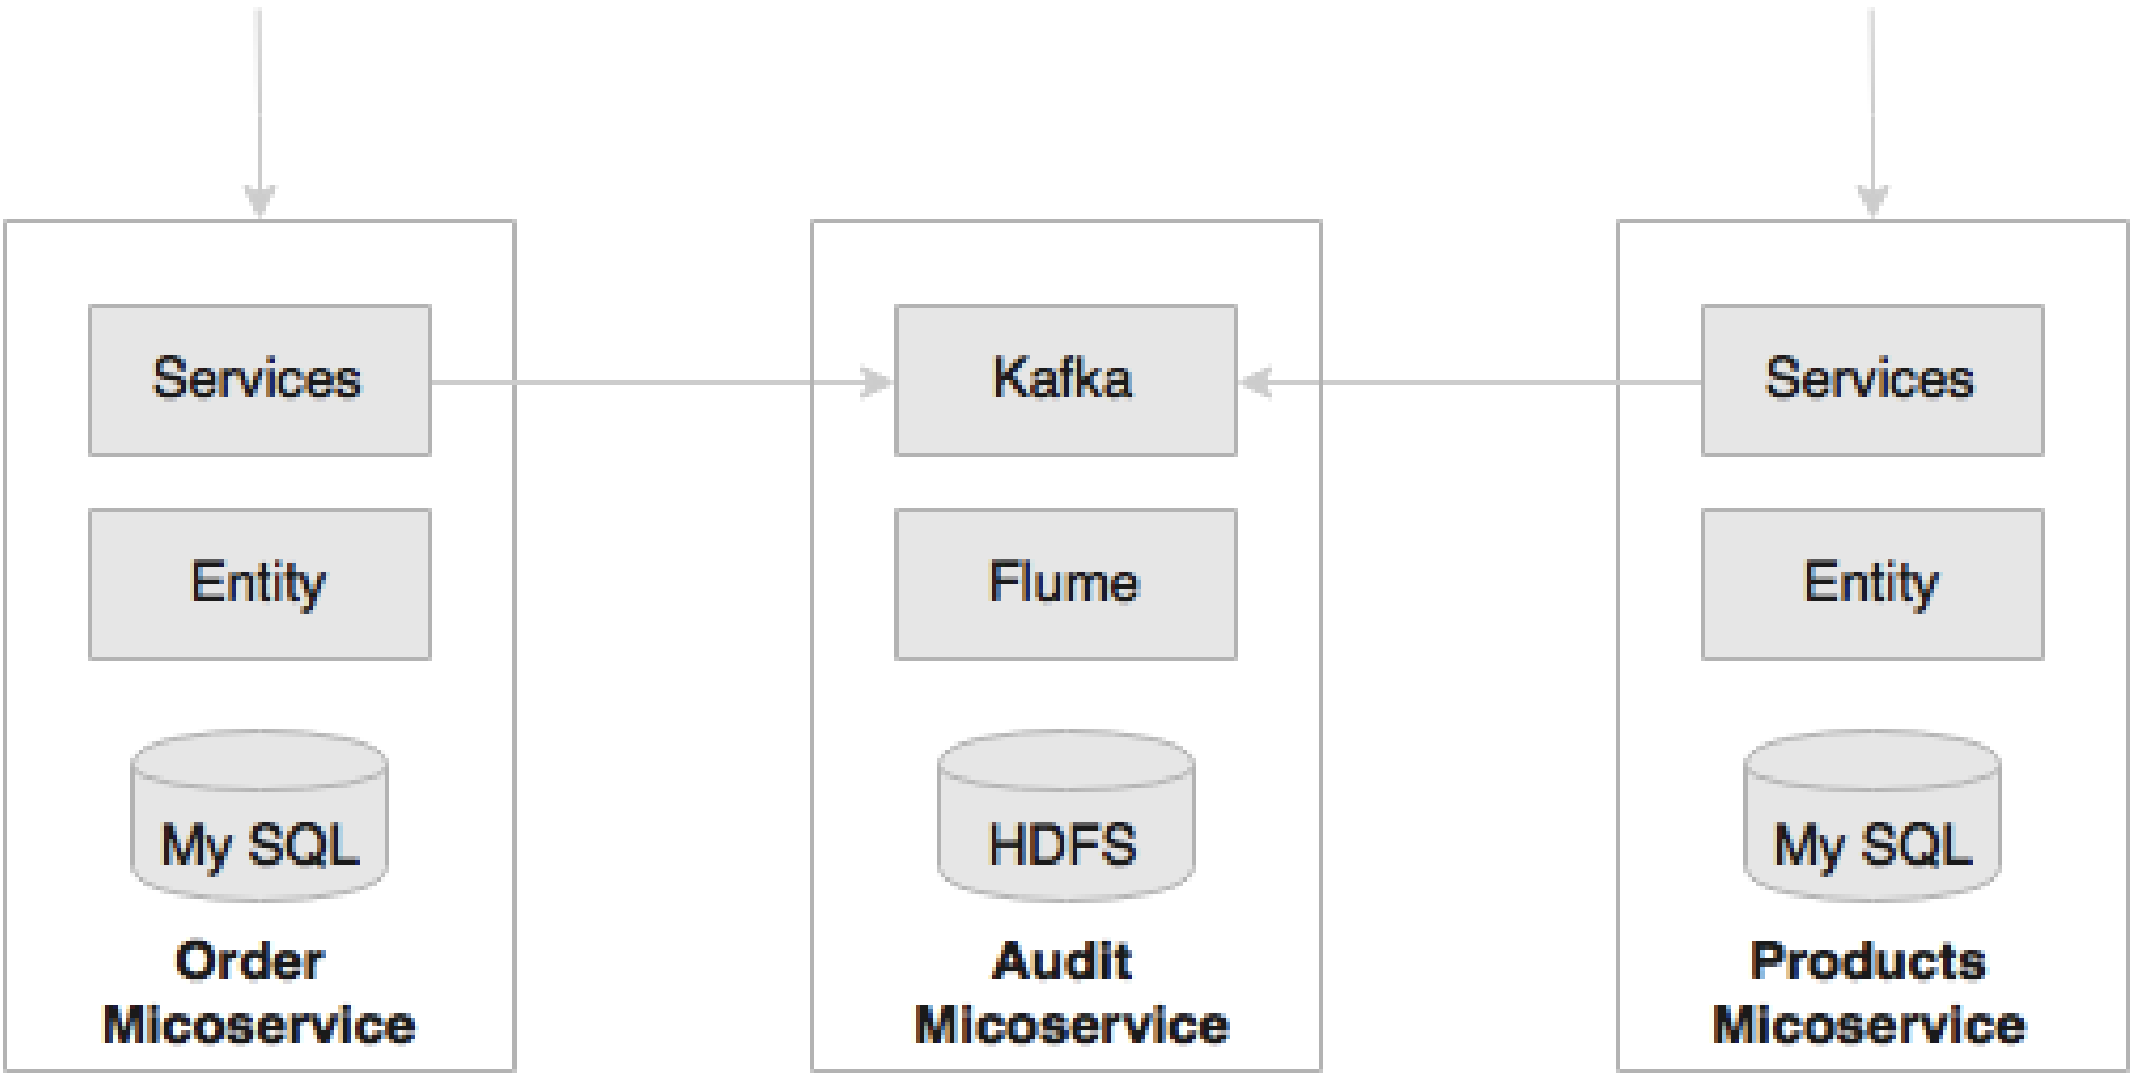 Services
Entity
My SQL
Order
Micoservice
Kafka
Flume
HDFS
Audit
Micoservice
Services
Entity
My SQL
Products
Micoservice